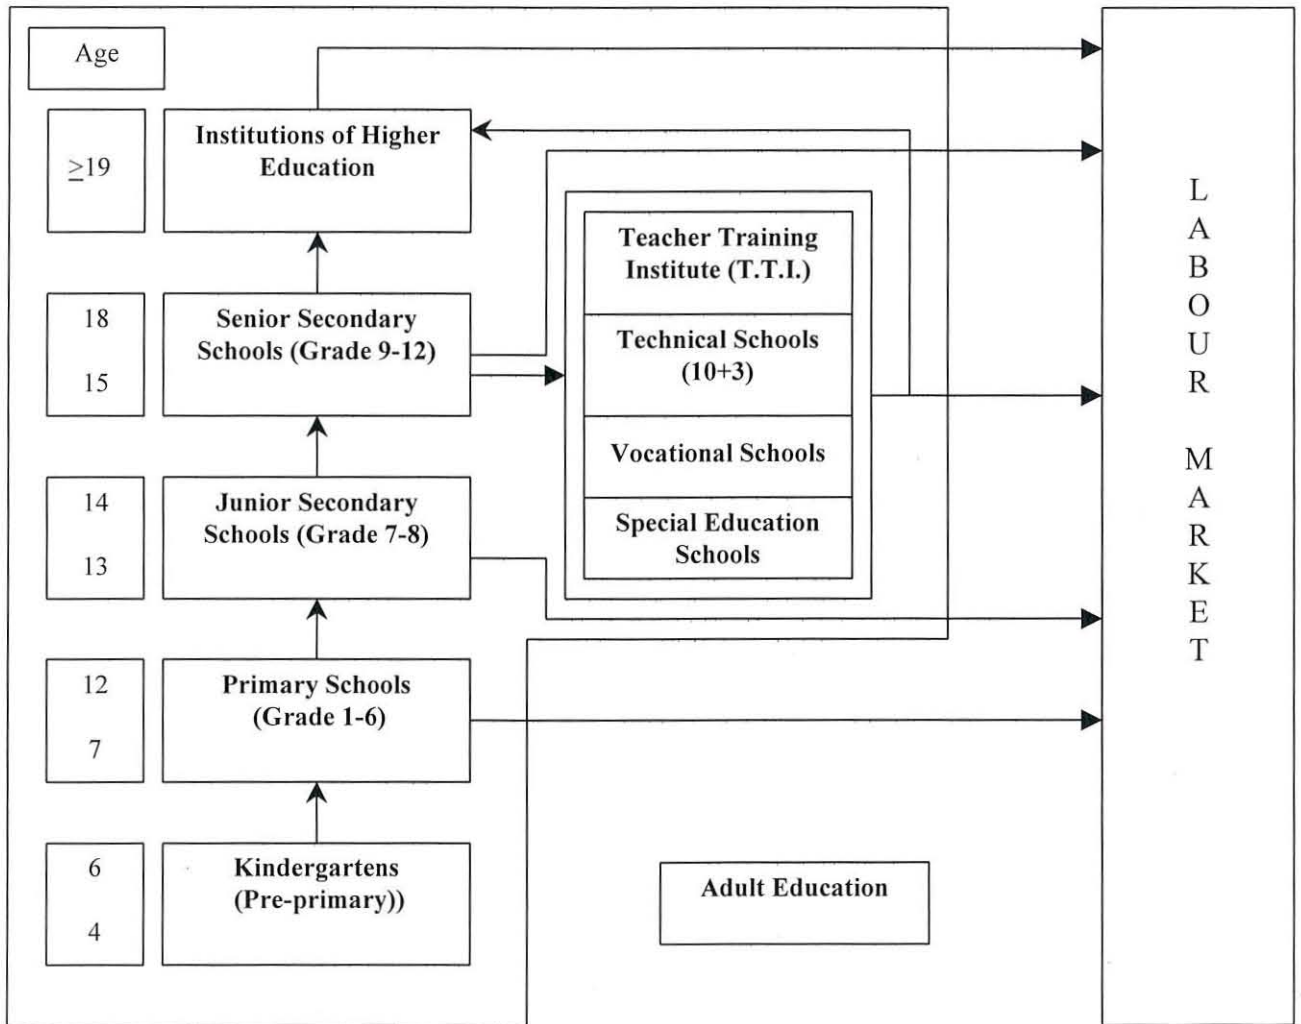 Age
≥19
Institutions of Higher
Education
18
15
Senior Secondary
Schools (Grade 9-12)
Teacher Training
Institute (T.T.I.)
Technical Schools
(10+3)
Vocational Schools
Special Education
Schools
14
13
Junior Secondary
Schools (Grade 7-8)
12
7
Primary Schools
(Grade 1-6)
6
4
Kindergartens
(Pre-primary))
Adult Education
LABOUR MARKET